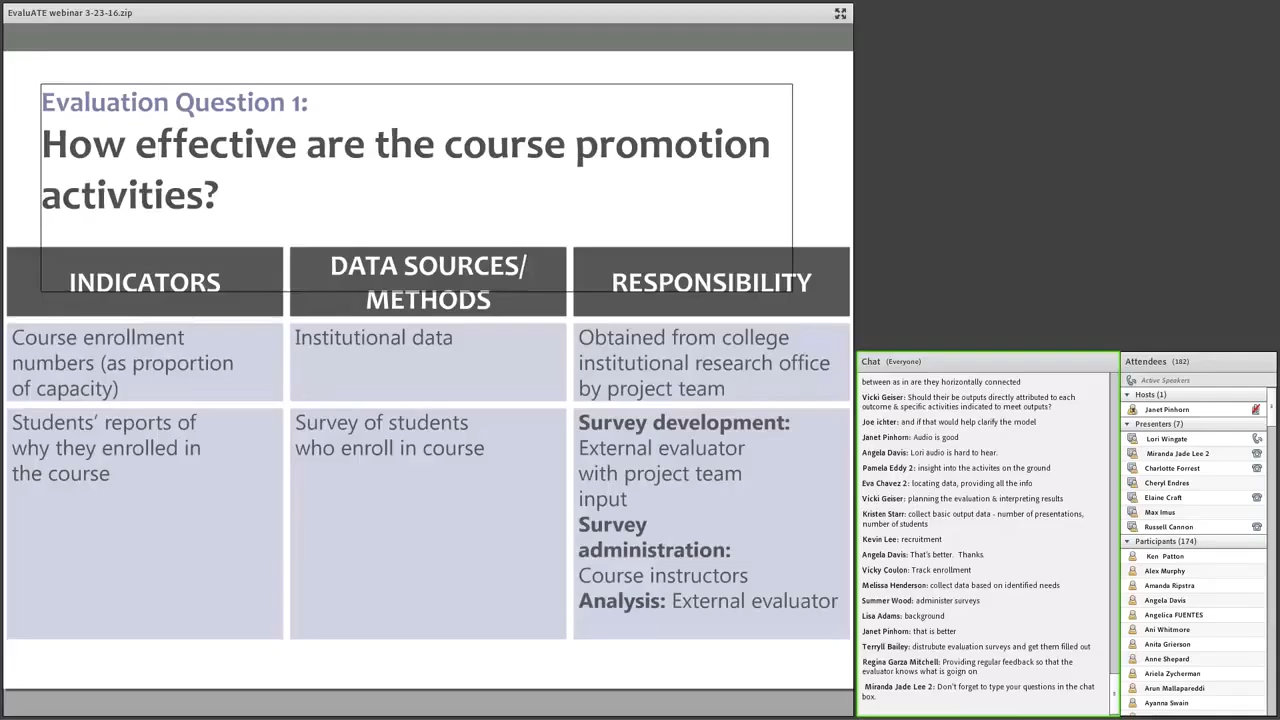 EvaluATE webinar 3-23-16.zip
Evaluation Question 1:
How effective are the course promotion
activities?
INDICATORS
DATA SOURCES/
METHODS
RESPONSIBILITY
Course enrollment
numbers (as proportion
of capacity)
Institutional data
Obtained from college
institutional research office
by project team
Students’ reports of
why they enrolled in
the course
Survey of students
who enroll in course
Survey development:
External evaluator
with project team
input
Survey
administration:
Course instructors
Analysis: External evaluator
Chat (Everyone)
between as in are they horizontally connected
Vicki Geiser: Should their be outputs directly attributed to each
outcome & specific activities indicated to meet outputs?
Joe ichter: and if that would help clarify the model
Janet Pinhorn: Audio is good
Angela Davis: Lori audio is hard to hear.
Pamela Eddy 2: insight into the activites on the ground
Eva Chavez 2: locating data, providing all the info
Vicki Geiser: planning the evaluation & interpreting results
Kristen Starr: collect basic output data - number of presentations,
number of students
Kevin Lee: recruitment
Angela Davis: That's better. Thanks.
Vicky Coulon: Track enrollment
Melissa Henderson: collect data based on identified needs
Summer Wood: administer surveys
Lisa Adams: background
Janet Pinhorn: that is better
Terryll Bailey: distrubute evaluation surveys and get them filled out
Regina Garza Mitchell: Providing regular feedback so that the
evaluator knows what is goign on
Miranda Jade Lee 2: Don't forget to type your questions in the chat
box.
Attendees (182)
Active Speakers
Hosts (1)
Janet Pinhorn
Presenters (7)
Lori Wingate
Miranda Jade Lee 2
Charlotte Forrest
Cheryl Endres
Elaine Craft
Max Imus
Russell Cannon
Participants (174)
Ken Patton
Alex Murphy
Amanda Ripstra
Angela Davis
Angelica FUENTES
Ani Whitmore
Anita Grierson
Anne Shepard
Ariela Zycherman
Arun Mallapareddi
Ayanna Swain